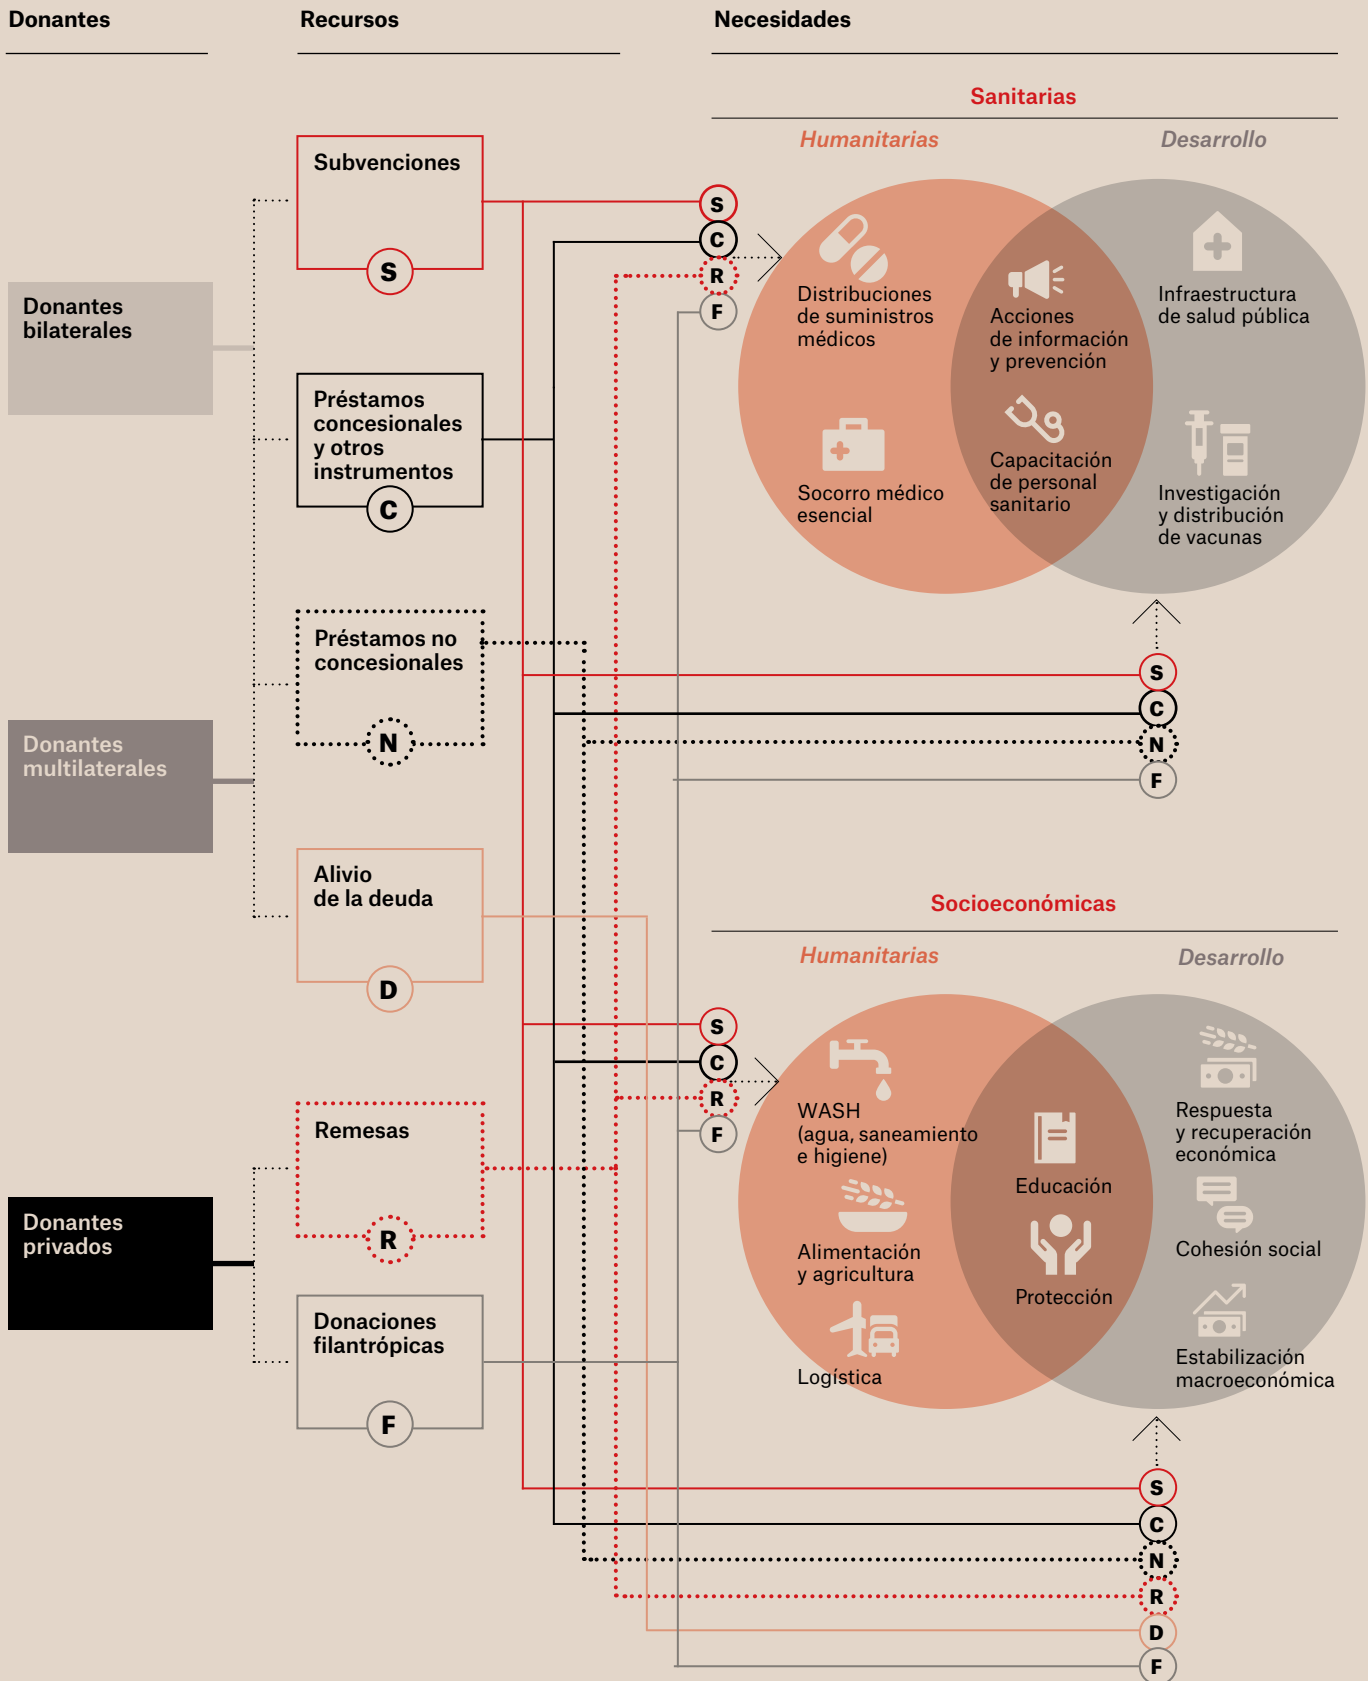 Donantes
Recursos
Necesidades
Donantes
bilaterales
Donantes
multilaterales
Donantes
privados
Subvenciones
S
Préstamos
concesionales
y otros
instrumentos
C
Préstamos no
concesionales
N
Alivio
de la deuda
D
Remesas
R
Donaciones
filantrópicas
F
Sanitarias
Humanitarias
Desarrollo
S
C
R
F
Distribuciones
de suministros
médicos
Socorro médico
esencial
Acciones
de información
y prevención
Capacitación
de personal
sanitario
Infraestructura
de salud pública
Investigación
y distribución
de vacunas
S
C
N
F
Socioeconómicas
Humanitarias
Desarrollo
S
C
R
F
WASH
(agua, saneamiento
e higiene)
Alimentación
y agricultura
Logística
Educación
Protección
Respuesta
y recuperación
económica
Cohesión social
Estabilización
macroeconómica
S
C
N
R
D
F